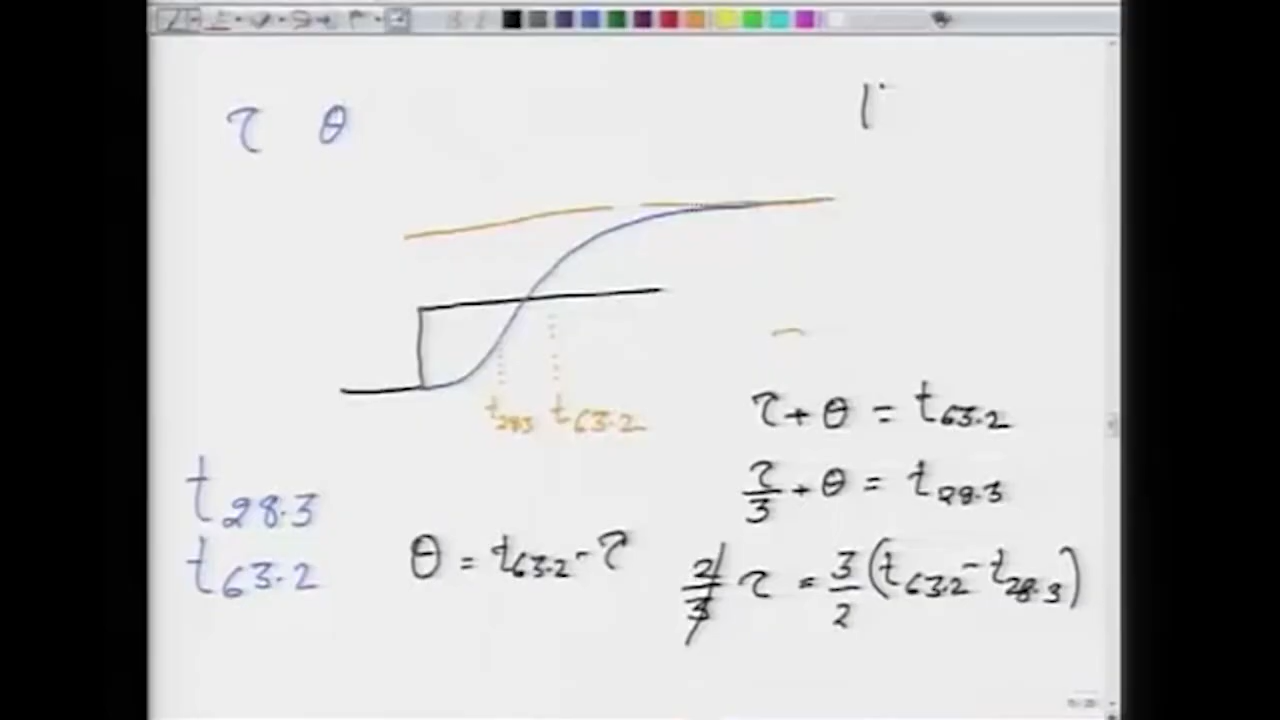 τ θ
t28.3 t63.2
τ + θ = t63.2
τ/3 + θ = t28.3
t28.3
t63.2
θ = t63.2 - τ
2/3 τ = 3/2 (t63.2 - t28.3)